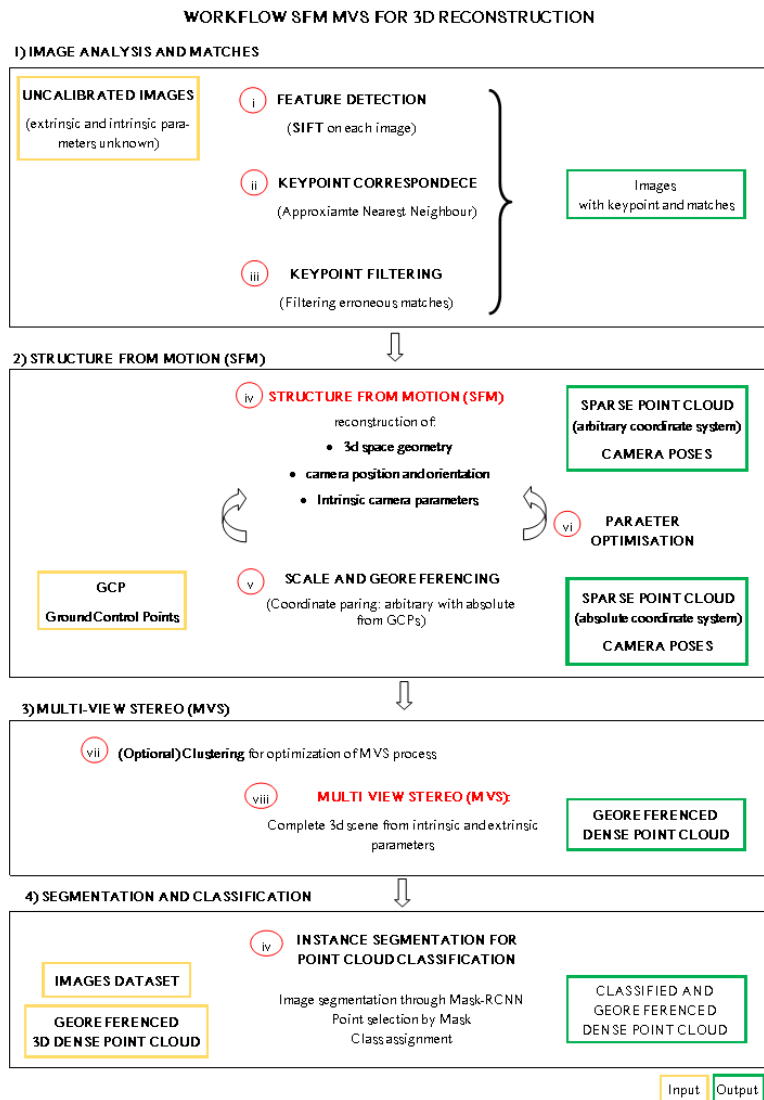 WORKFLOW SFM MVS FOR 3D RECONSTRUCTION
1) IMAGE ANALYSIS AND MATCHES
UNCALIBRATED IMAGES
(extrinsic and intrinsic para-
meters unknown)
i FEATURE DETECTION
(SIFT on each image)
ii KEYPOINT CORRESPONDECE
(Approxiamte Nearest Neighbour)
iii KEYPOINT FILTERING
(Filtering erroneous matches)
Images
with keypoint and matches
2) STRUCTURE FROM MOTION (SFM)
iv STRUCTURE FROM MOTION (SFM)
reconstruction of:
• 3d space geometry
• camera position and orientation
• Intrinsic camera parameters
SPARSE POINT CLOUD
(arbitrary coordinate system)
CAMERA POSES
vi PARAETER
OPTIMISATION
GCP
Ground Control Points
v SCALE AND GEOREFERENCING
(Coordinate paring: arbitrary with absolute
from GCPs)
SPARSE POINT CLOUD
(absolute coordinate system)
CAMERA POSES
3) MULTI-VIEW STEREO (MVS)
vii (Optional) Clustering for optimization of MVS process
viii MULTI VIEW STEREO (MVS):
Complete 3d scene from intrinsic and extrinsic
parameters
GEOREFERENCED
DENSE POINT CLOUD
4) SEGMENTATION AND CLASSIFICATION
iv INSTANCE SEGMENTATION FOR
POINT CLOUD CLASSIFICATION
IMAGES DATASET
GEOREFERENCED
3D DENSE POINT CLOUD
Image segmentation through Mask-RCNN
Point selection by Mask
Class assignment
CLASSIFIED AND
GEOREFERENCED
DENSE POINT CLOUD
Input Output